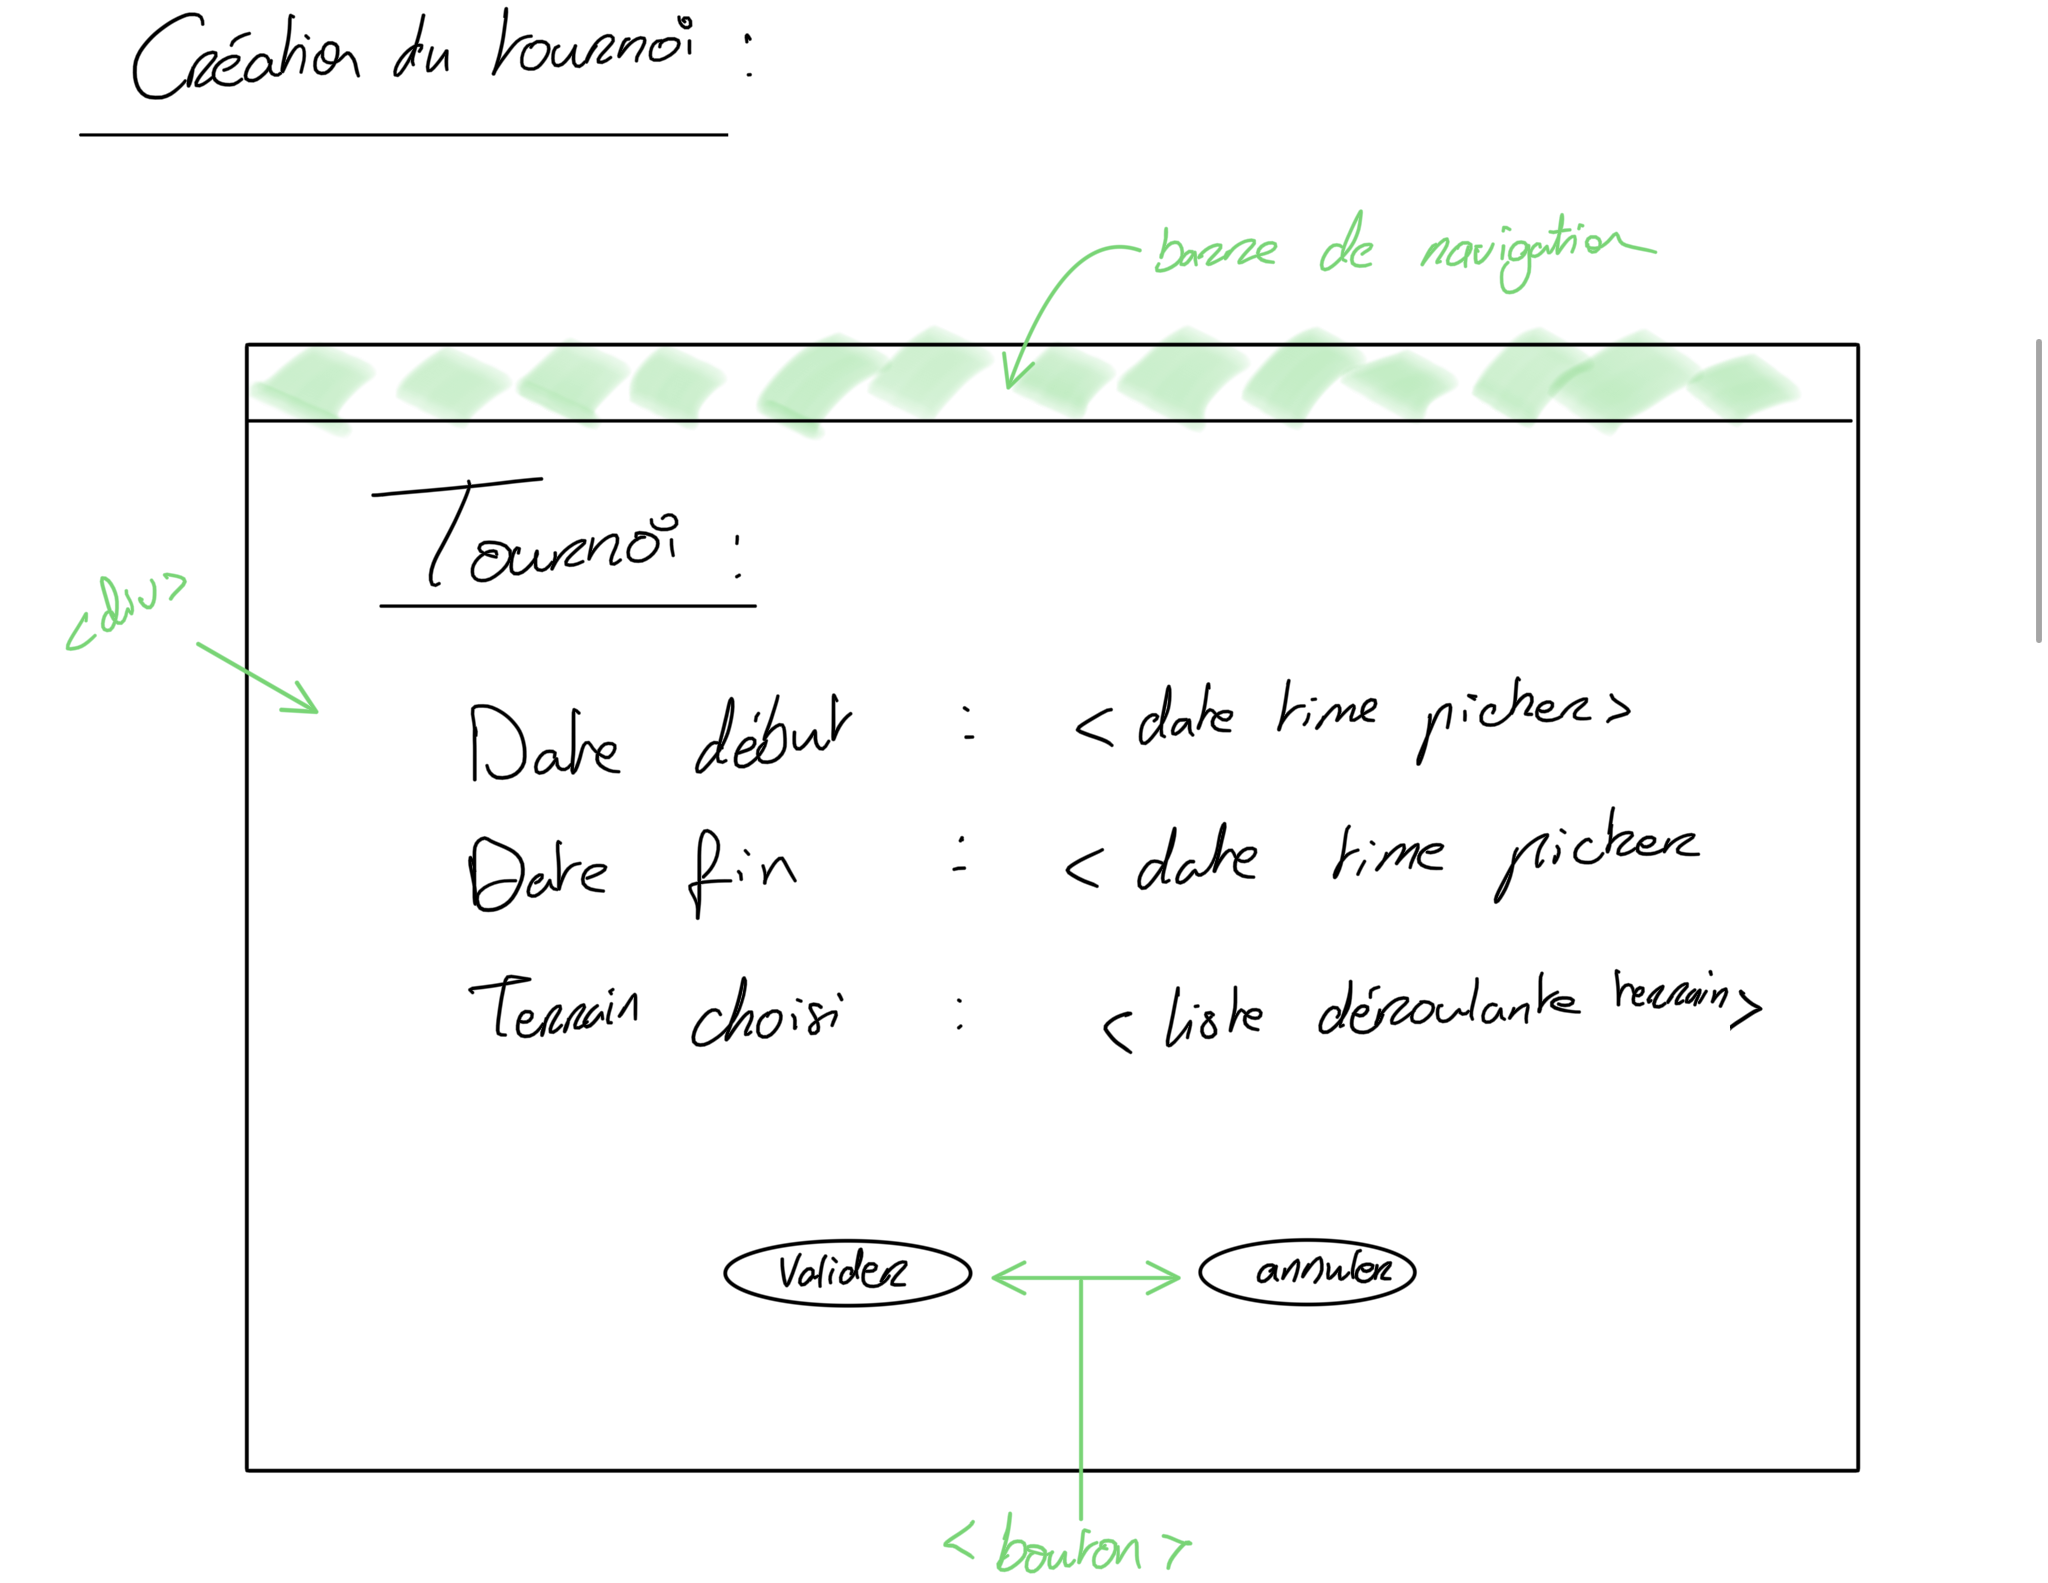 Création du tournoi :
barre de navigation
Tournoi :
<div>
Date début : <date time picker>
Date fin : <date time picker
Terrain choisi : <liste déroulante terrain>
Valider
annuler
<bouton>